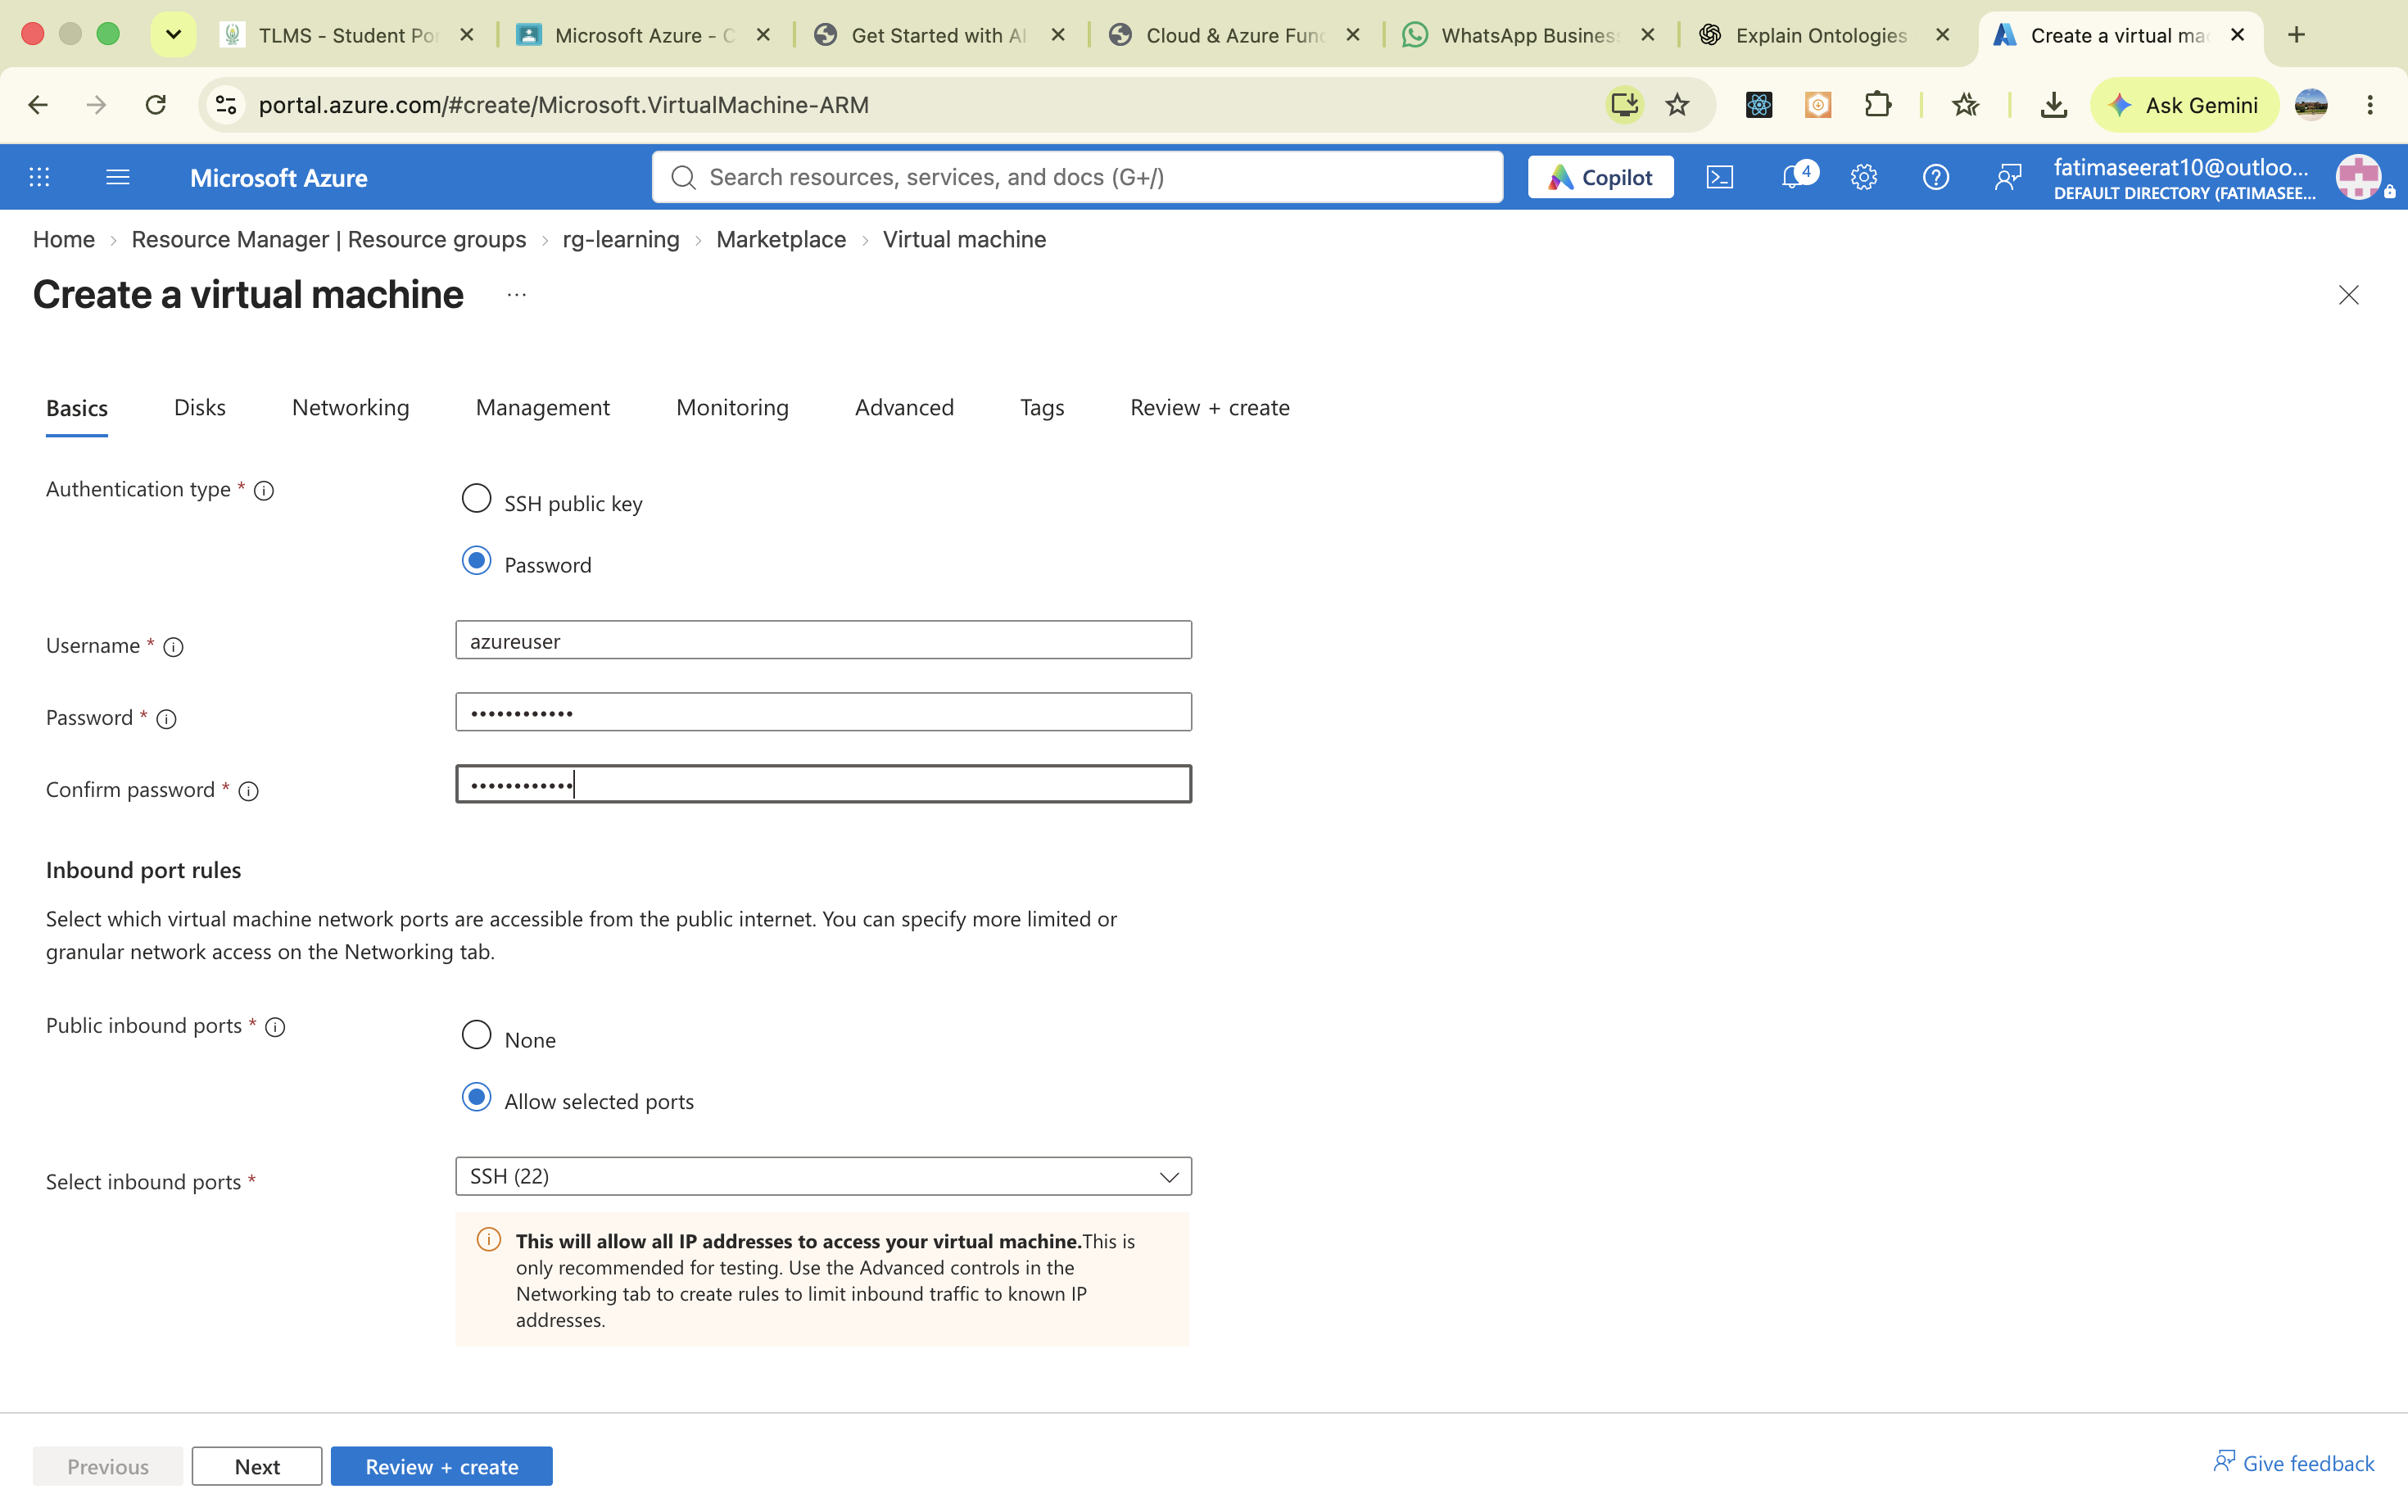 TLMS - Student Por
Microsoft Azure - C
Get Started with AI
Cloud & Azure Fund
WhatsApp Business
Explain Ontologies
Create a virtual mac
portal.azure.com/#create/Microsoft.VirtualMachine-ARM
Ask Gemini
Microsoft Azure
Search resources, services, and docs (G+/)
Copilot
4
fatimaseerat10@outloo...
DEFAULT DIRECTORY (FATIMASEE...
Home > Resource Manager | Resource groups > rg-learning > Marketplace > Virtual machine
Create a virtual machine ...
Basics
Disks
Networking
Management
Monitoring
Advanced
Tags
Review + create
Authentication type *
SSH public key
Password
Username *
azureuser
Password *
••••••••••••
Confirm password *
••••••••••••
Inbound port rules
Select which virtual machine network ports are accessible from the public internet. You can specify more limited or
granular network access on the Networking tab.
Public inbound ports *
None
Allow selected ports
Select inbound ports *
SSH (22)
This will allow all IP addresses to access your virtual machine.This is
only recommended for testing. Use the Advanced controls in the
Networking tab to create rules to limit inbound traffic to known IP
addresses.
Previous
Next
Review + create
Give feedback